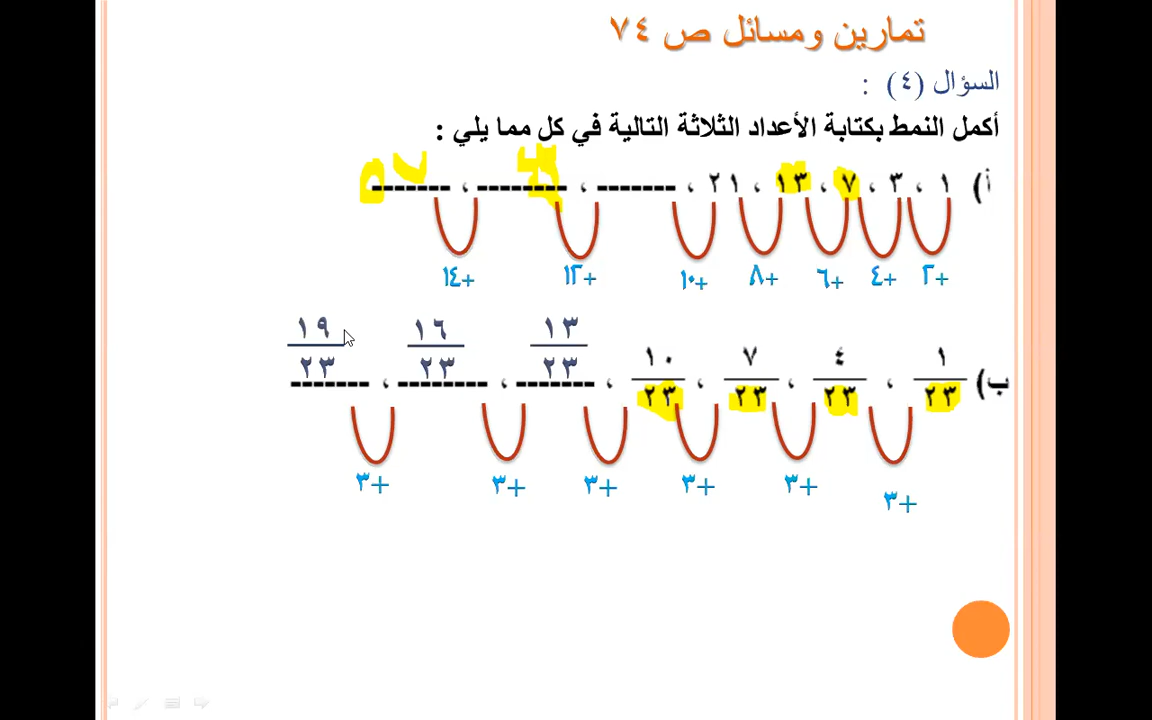 تمارين ومسائل ص ٧٤
السؤال (٤) :
أكمل النمط بكتابة الأعداد الثلاثة التالية في كل مما يلي :
أ) ١ ، ٣ ، ٧ ، ١٣ ، ٢١ ، ------- ، --------- ، --------
+٢ +٤ +٦ +٨ +١٠ +١٢ +١٤
ب) ١/٢٣ ، ٤/٢٣ ، ٧/٢٣ ، ١٠/٢٣ ، ١٣/٢٣ ، ١٦/٢٣ ، ١٩/٢٣
+٣ +٣ +٣ +٣ +٣ +٣